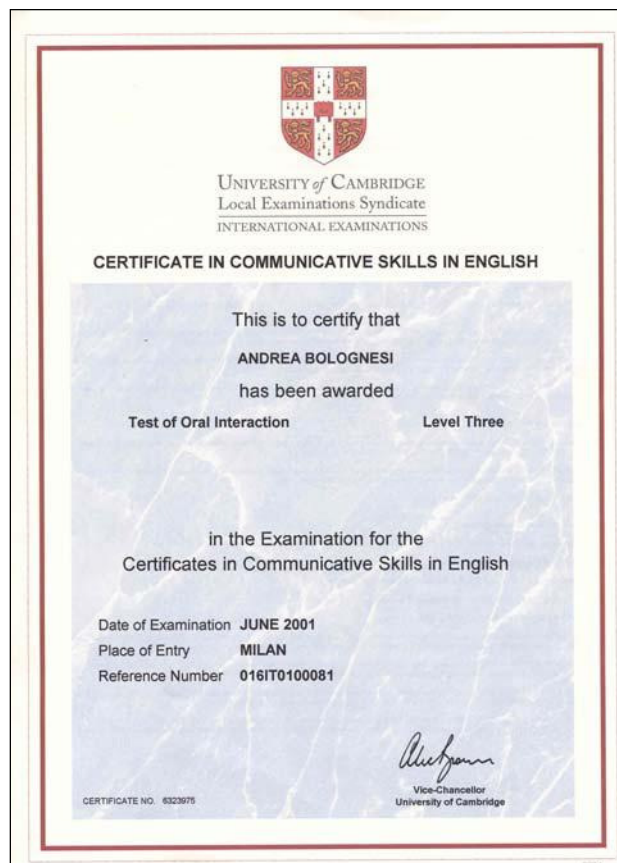 UNIVERSITY of CAMBRIDGE
Local Examinations Syndicate
INTERNATIONAL EXAMINATIONS
CERTIFICATE IN COMMUNICATIVE SKILLS IN ENGLISH
This is to certify that
ANDREA BOLOGNESI
has been awarded
Test of Oral Interaction Level Three
in the Examination for the
Certificates in Communicative Skills in English
Date of Examination JUNE 2001
Place of Entry MILAN
Reference Number 016IT0100081
Vice-Chancellor
University of Cambridge
CERTIFICATE NO. 6323975